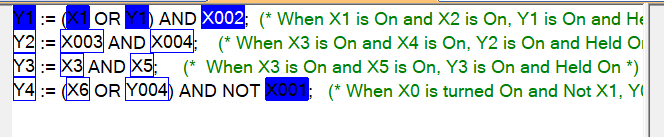 Y1 := (X1 OR Y1) AND X002; (* When X1 is On and X2 is On, Y1 is On and He
Y2 := X003 AND X004; (* When X3 is On and X4 is On, Y2 is On and Held O
Y3 := X3 AND X5; (* When X3 is On and X5 is On, Y3 is On and Held On *)
Y4 := (X6 OR Y004) AND NOT X001; (* When X0 is turned On and Not X1, Y